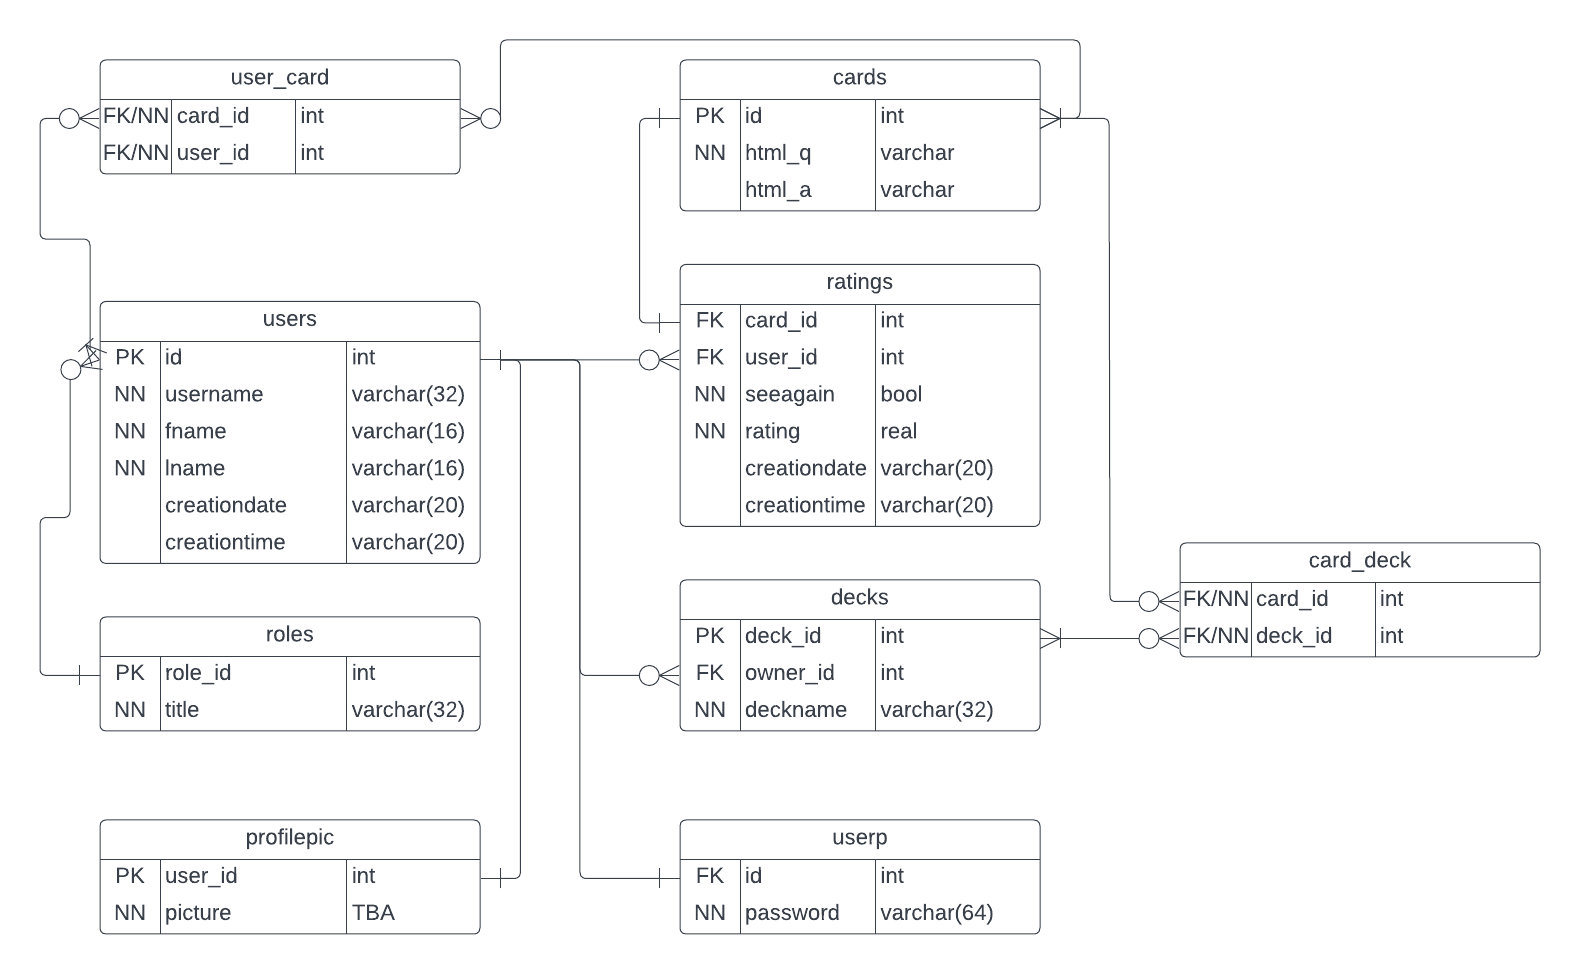 user_card
FK/NN card_id int
FK/NN user_id int
cards
PK id int
NN html_q varchar
html_a varchar
users
PK id int
NN username varchar(32)
NN fname varchar(16)
NN lname varchar(16)
creationdate varchar(20)
creationtime varchar(20)
ratings
FK card_id int
FK user_id int
NN seeagain bool
NN rating real
creationdate varchar(20)
creationtime varchar(20)
roles
PK role_id int
NN title varchar(32)
decks
PK deck_id int
FK owner_id int
NN deckname varchar(32)
card_deck
FK/NN card_id int
FK/NN deck_id int
profilepic
PK user_id int
NN picture TBA
userp
FK id int
NN password varchar(64)